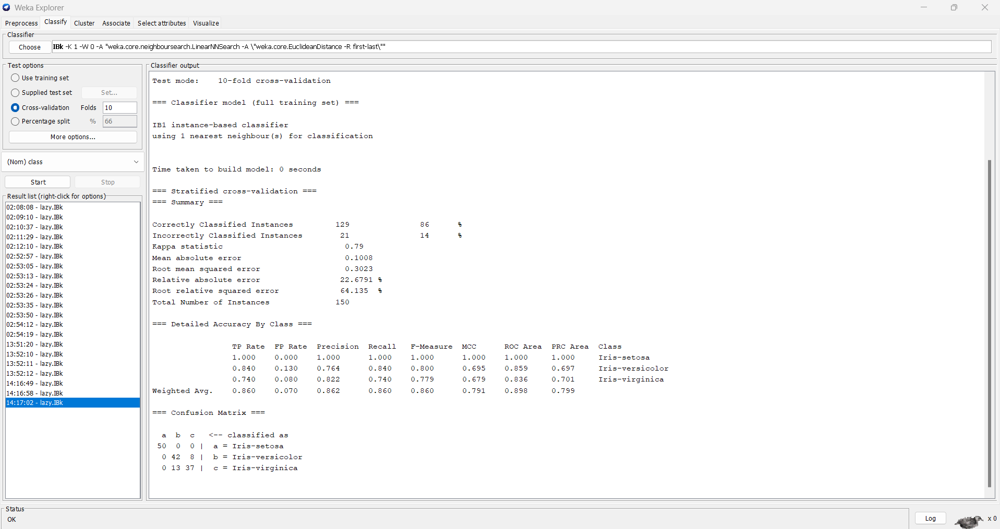 Weka Explorer
Preprocess Classify Cluster Associate Select attributes Visualize
Classifier
Choose IBk -K 1 -W 0 -A "weka.core.neighboursearch.LinearNNSearch -A \"weka.core.EuclideanDistance -R first-last\""
Test options
Use training set
Supplied test set Set...
Cross-validation Folds 10
Percentage split % 66
More options...
(Nom) class
Start Stop
Result list (right-click for options)
02:08:08 - lazy.IBk
02:09:10 - lazy.IBk
02:10:37 - lazy.IBk
02:11:29 - lazy.IBk
02:12:10 - lazy.IBk
02:52:57 - lazy.IBk
02:53:05 - lazy.IBk
02:53:13 - lazy.IBk
02:53:24 - lazy.IBk
02:53:26 - lazy.IBk
02:53:35 - lazy.IBk
02:53:50 - lazy.IBk
02:54:12 - lazy.IBk
02:54:19 - lazy.IBk
13:51:20 - lazy.IBk
13:52:10 - lazy.IBk
13:52:11 - lazy.IBk
13:52:12 - lazy.IBk
14:16:49 - lazy.IBk
14:16:58 - lazy.IBk
14:17:02 - lazy.IBk
Classifier output
Test mode:    10-fold cross-validation
=== Classifier model (full training set) ===
IB1 instance-based classifier
using 1 nearest neighbour(s) for classification
Time taken to build model: 0 seconds
=== Stratified cross-validation ===
=== Summary ===
Correctly Classified Instances         129               86      %
Incorrectly Classified Instances        21               14      %
Kappa statistic                          0.79
Mean absolute error                      0.1008
Root mean squared error                  0.3023
Relative absolute error                 22.6791 %
Root relative squared error             64.135  %
Total Number of Instances              150
=== Detailed Accuracy By Class ===
                 TP Rate  FP Rate  Precision  Recall   F-Measure  MCC      ROC Area  PRC Area  Class
                 1.000    0.000    1.000      1.000    1.000      1.000    1.000     1.000     Iris-setosa
                 0.840    0.130    0.764      0.840    0.800      0.695    0.859     0.697     Iris-versicolor
                 0.740    0.080    0.822      0.740    0.779      0.679    0.836     0.701     Iris-virginica
Weighted Avg.    0.860    0.070    0.862      0.860    0.860      0.791    0.898     0.799
=== Confusion Matrix ===
  a  b  c   <-- classified as
 50  0  0 |  a = Iris-setosa
  0 42  8 |  b = Iris-versicolor
  0 13 37 |  c = Iris-virginica
Status
OK
Log x 0